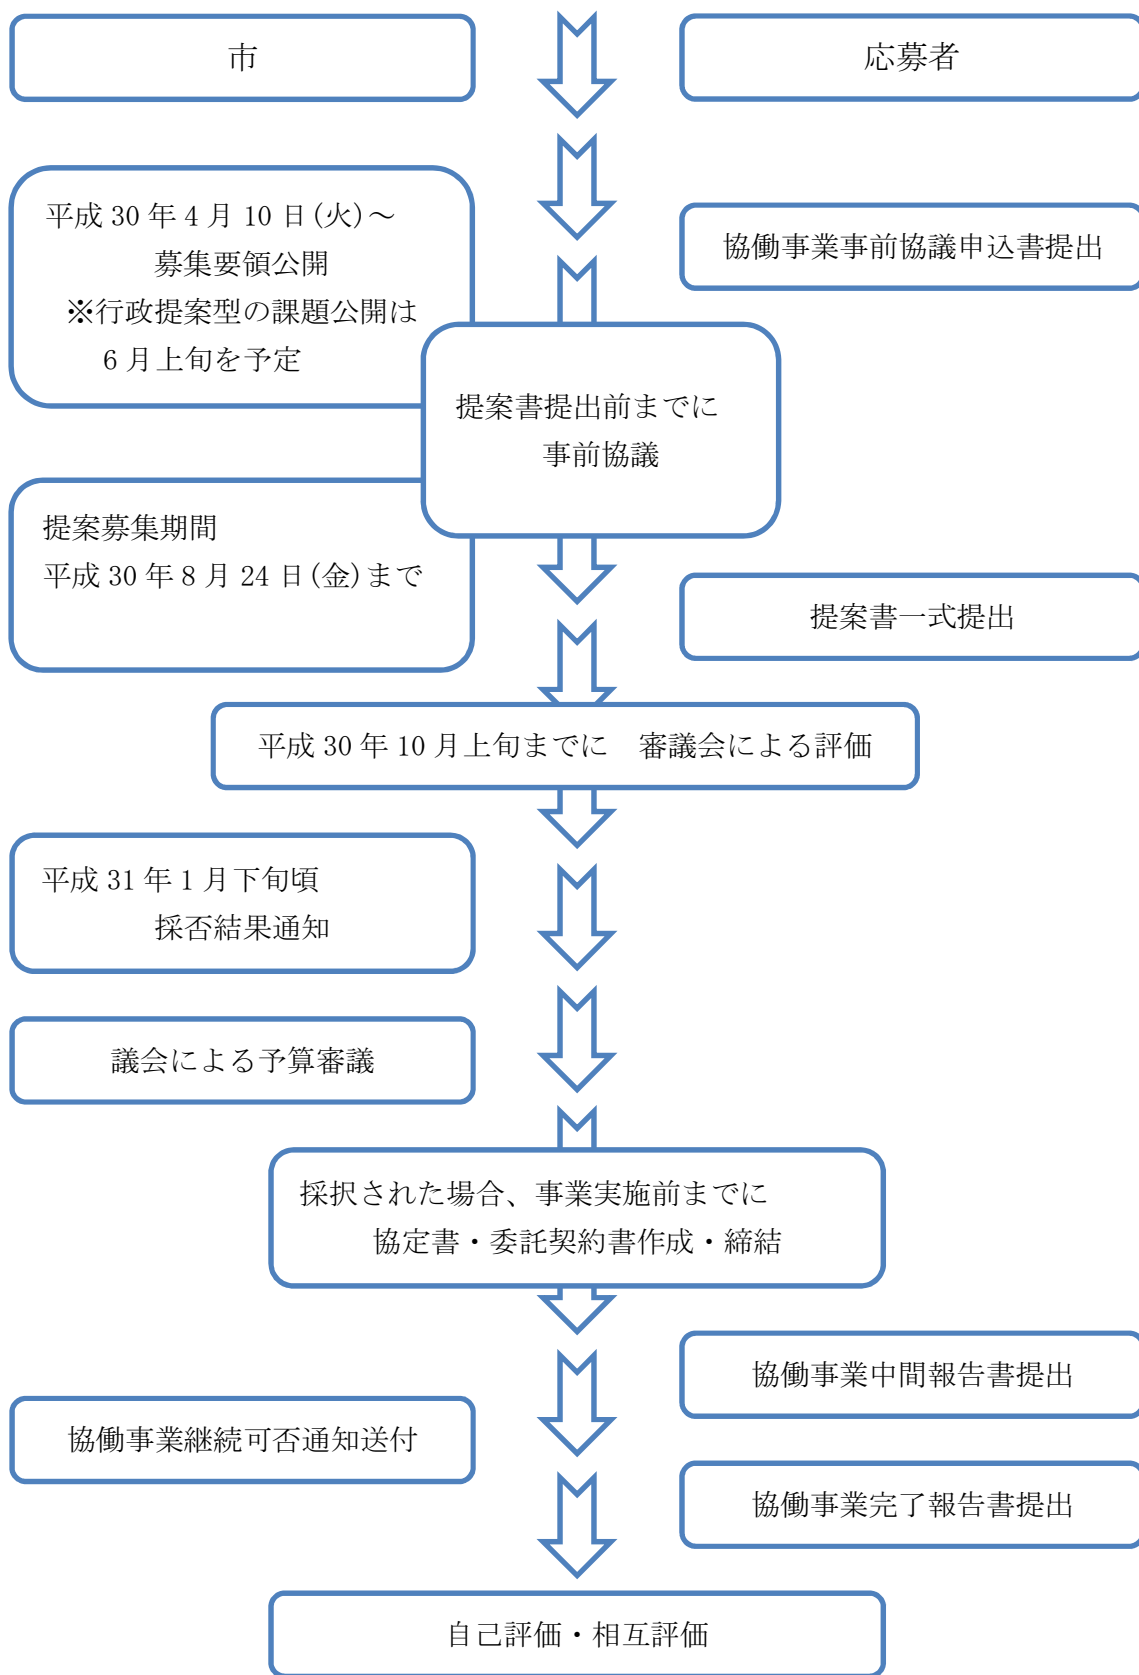 市
応募者
平成 30 年 4 月 10 日(火)～
募集要領公開
※行政提案型の課題公開は
6 月上旬を予定
協働事業事前協議申込書提出
提案書提出前までに
事前協議
提案募集期間
平成 30 年 8 月 24 日(金)まで
提案書一式提出
平成 30 年 10 月上旬までに　審議会による評価
平成 31 年 1 月下旬頃
採否結果通知
議会による予算審議
採択された場合、事業実施前までに
協定書・委託契約書作成・締結
協働事業中間報告書提出
協働事業継続可否通知送付
協働事業完了報告書提出
自己評価・相互評価